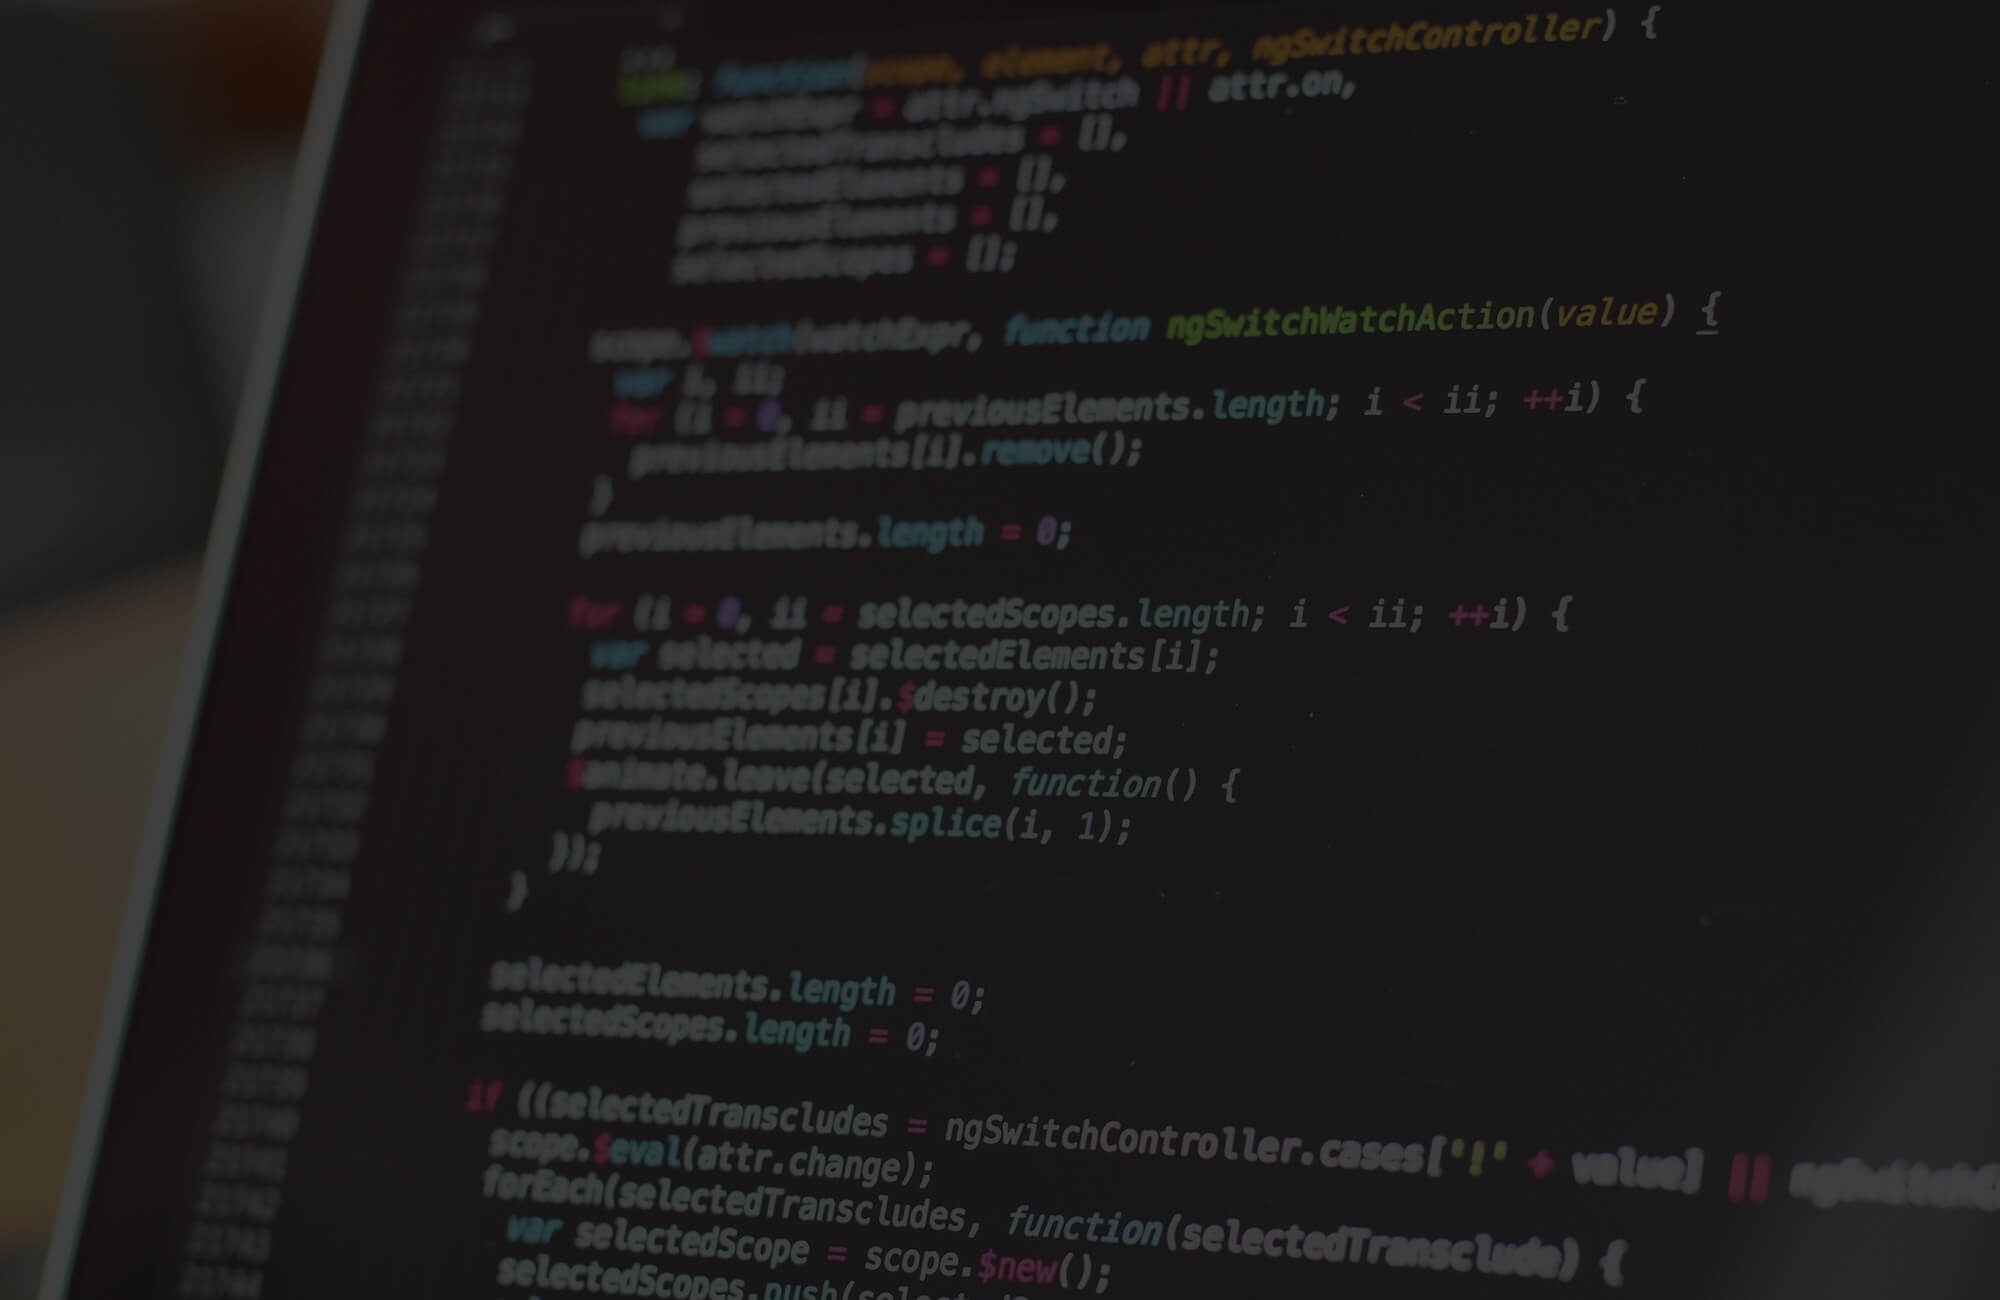 link: function(scope, element, attr, ngSwitchController) {
var watchExpr = attr.ngSwitch || attr.on,
selectedTranscludes = [],
selectedElements = [],
previousElements = [],
selectedScopes = [];
scope.$watch(watchExpr, function ngSwitchWatchAction(value) {
var i, ii;
for (i = 0, ii = previousElements.length; i < ii; ++i) {
previousElements[i].remove();
}
previousElements.length = 0;
for (i = 0, ii = selectedScopes.length; i < ii; ++i) {
var selected = selectedElements[i];
selectedScopes[i].$destroy();
previousElements[i] = selected;
$animate.leave(selected, function() {
previousElements.splice(i, 1);
});
}
selectedElements.length = 0;
selectedScopes.length = 0;
if ((selectedTranscludes = ngSwitchController.cases['!' + value] || ngSwitchC
scope.$eval(attr.change);
forEach(selectedTranscludes, function(selectedTransclude) {
var selectedScope = scope.$new();
selectedScopes.push(